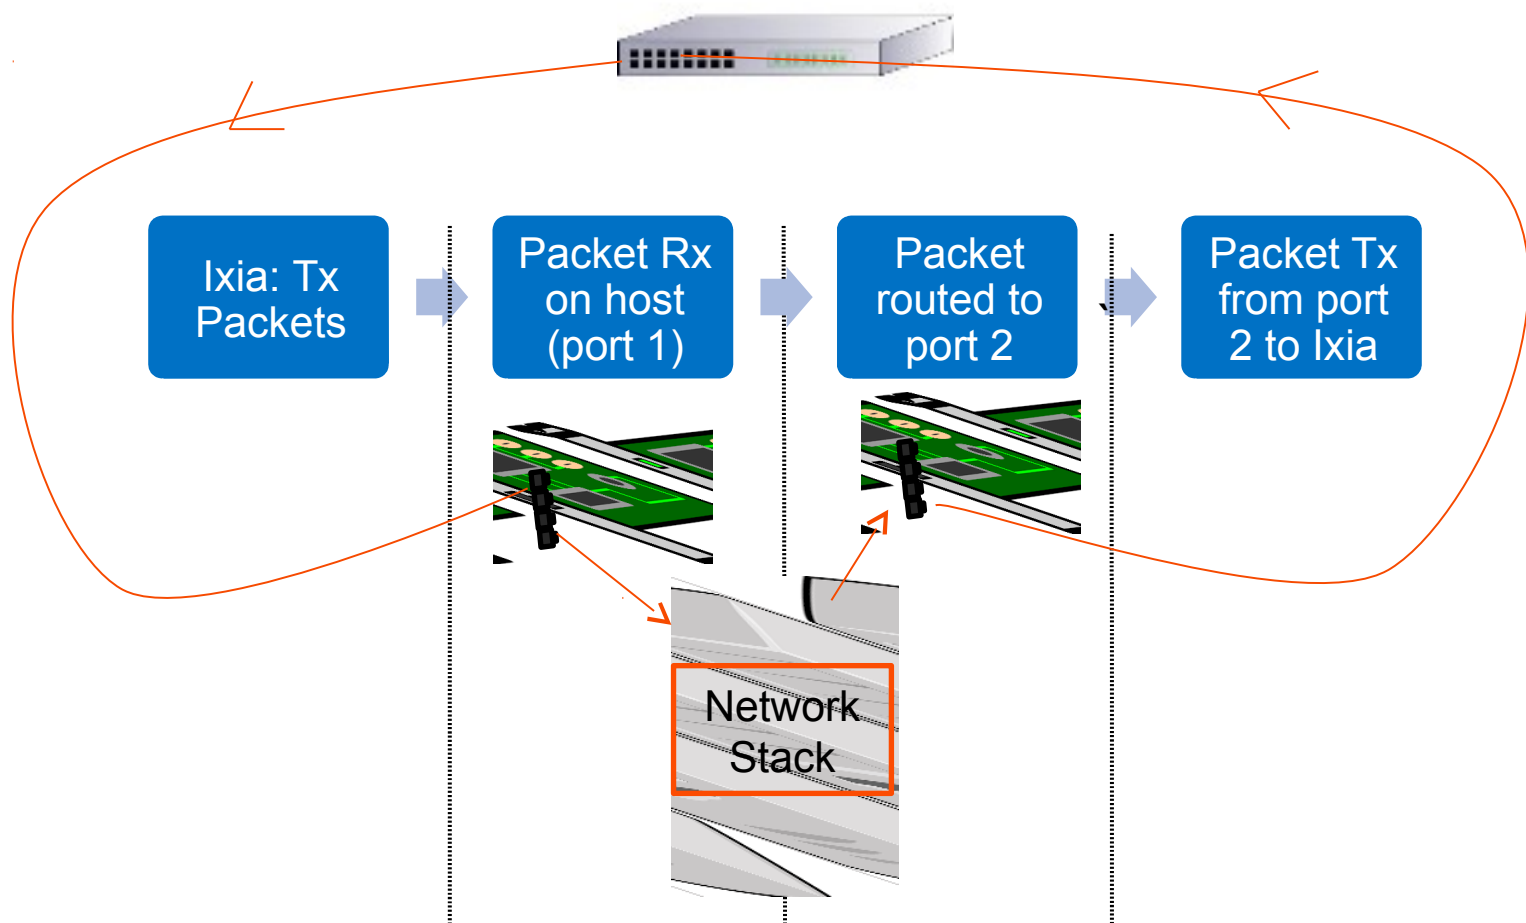 Ixia: Tx
Packets
Packet Rx
on host
(port 1)
Packet
routed to
port 2
Packet Tx
from port
2 to Ixia
Network
Stack